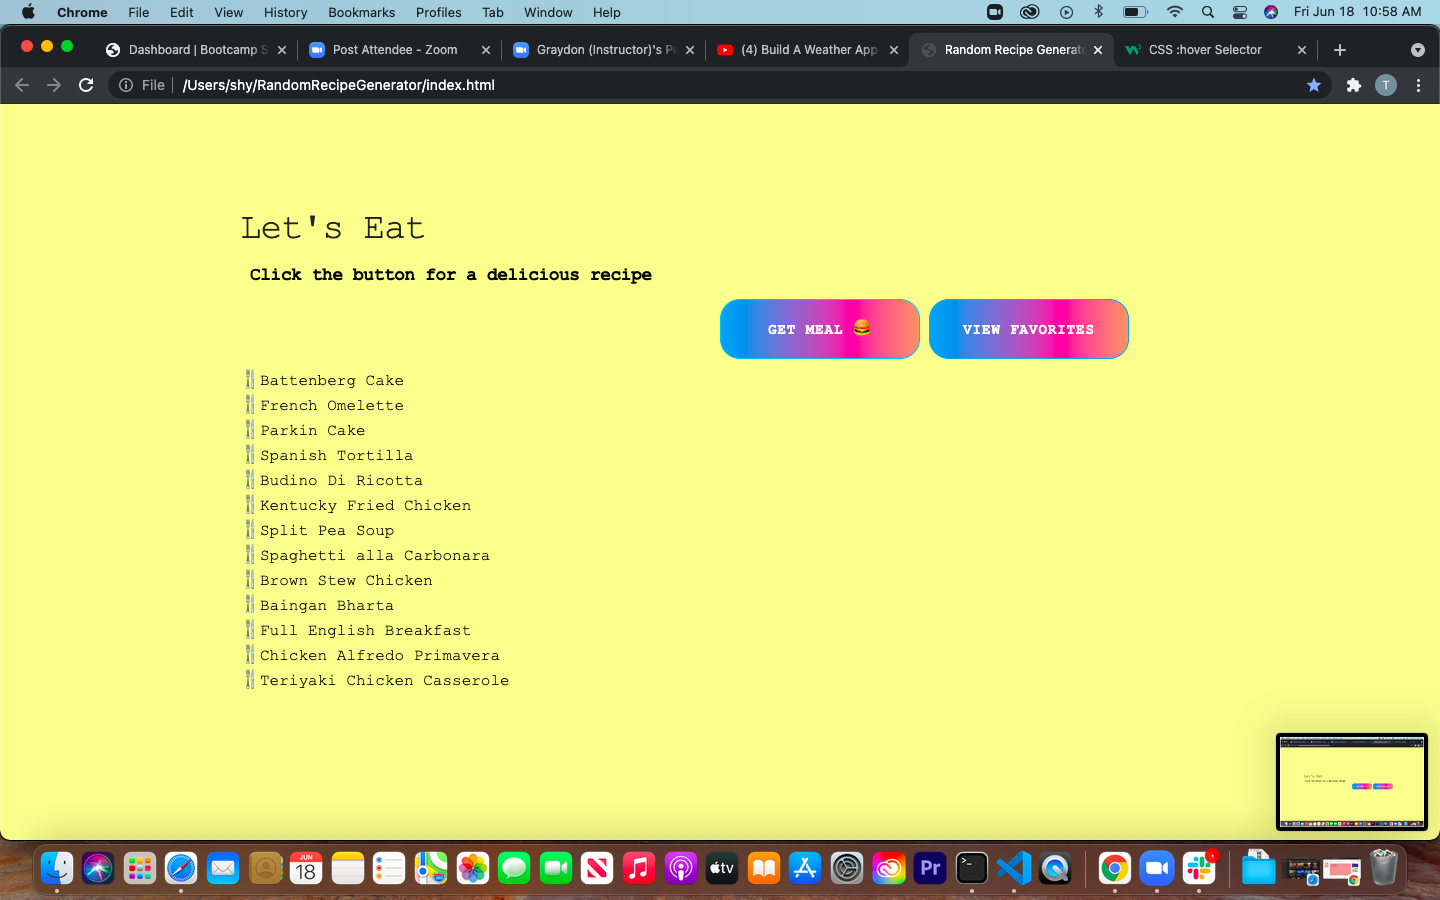 Chrome File Edit View History Bookmarks Profiles Tab Window Help Fri Jun 18 10:58 AM
Dashboard | Bootcamp S Post Attendee - Zoom Graydon (Instructor)'s Pe (4) Build A Weather App Random Recipe Generato CSS :hover Selector
File /Users/shy/RandomRecipeGenerator/index.html T
Let's Eat
Click the button for a delicious recipe
GET MEAL 🍔 VIEW FAVORITES
🍴Battenberg Cake
🍴French Omelette
🍴Parkin Cake
🍴Spanish Tortilla
🍴Budino Di Ricotta
🍴Kentucky Fried Chicken
🍴Split Pea Soup
🍴Spaghetti alla Carbonara
🍴Brown Stew Chicken
🍴Baingan Bharta
🍴Full English Breakfast
🍴Chicken Alfredo Primavera
🍴Teriyaki Chicken Casserole
Let's Eat
JUN
18
tv
Pr